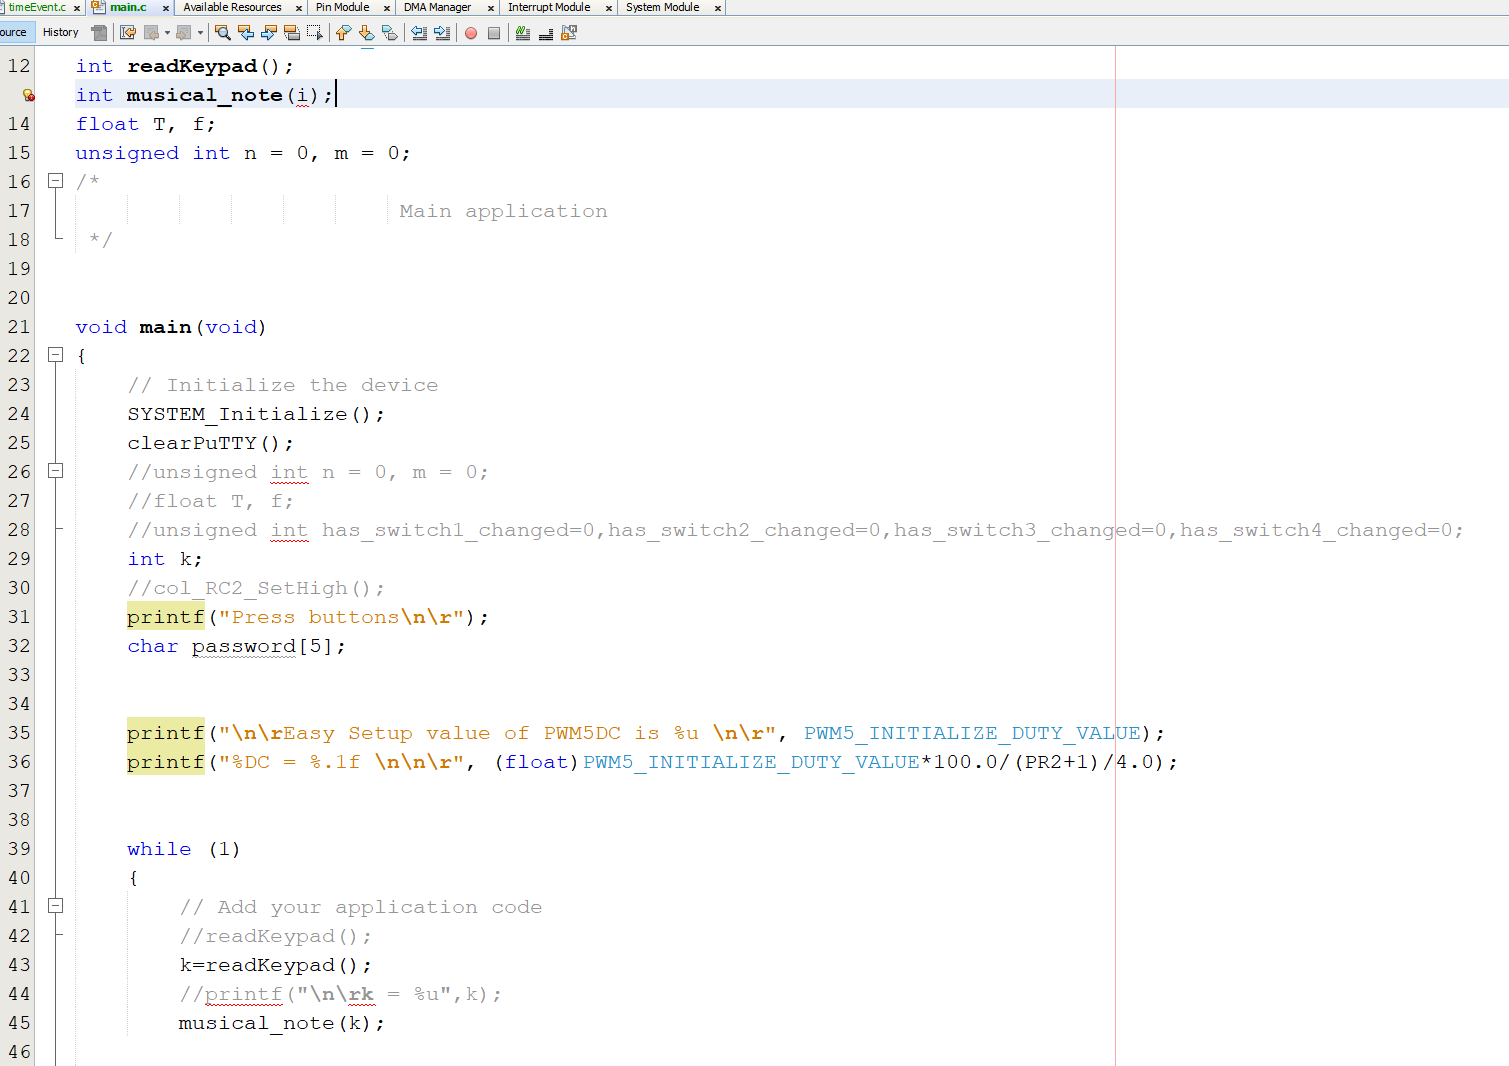 timeEvent.c × main.c × Available Resources × Pin Module × DMA Manager × Interrupt Module × System Module ×
ource History
12 int readKeypad();
int musical_note(i);
14 float T, f;
15 unsigned int n = 0, m = 0;
16 /*
17 Main application
18 */
19
20
21 void main(void)
22 {
23 // Initialize the device
24 SYSTEM_Initialize();
25 clearPuTTY();
26 //unsigned int n = 0, m = 0;
27 //float T, f;
28 //unsigned int has_switch1_changed=0,has_switch2_changed=0,has_switch3_changed=0,has_switch4_changed=0;
29 int k;
30 //col_RC2_SetHigh();
31 printf("Press buttons\n\r");
32 char password[5];
33
34
35 printf("\n\rEasy Setup value of PWM5DC is %u \n\r", PWM5_INITIALIZE_DUTY_VALUE);
36 printf("%DC = %.1f \n\n\r", (float)PWM5_INITIALIZE_DUTY_VALUE*100.0/(PR2+1)/4.0);
37
38
39 while (1)
40 {
41 // Add your application code
42 //readKeypad();
43 k=readKeypad();
44 //printf("\n\rk = %u",k);
45 musical_note(k);
46